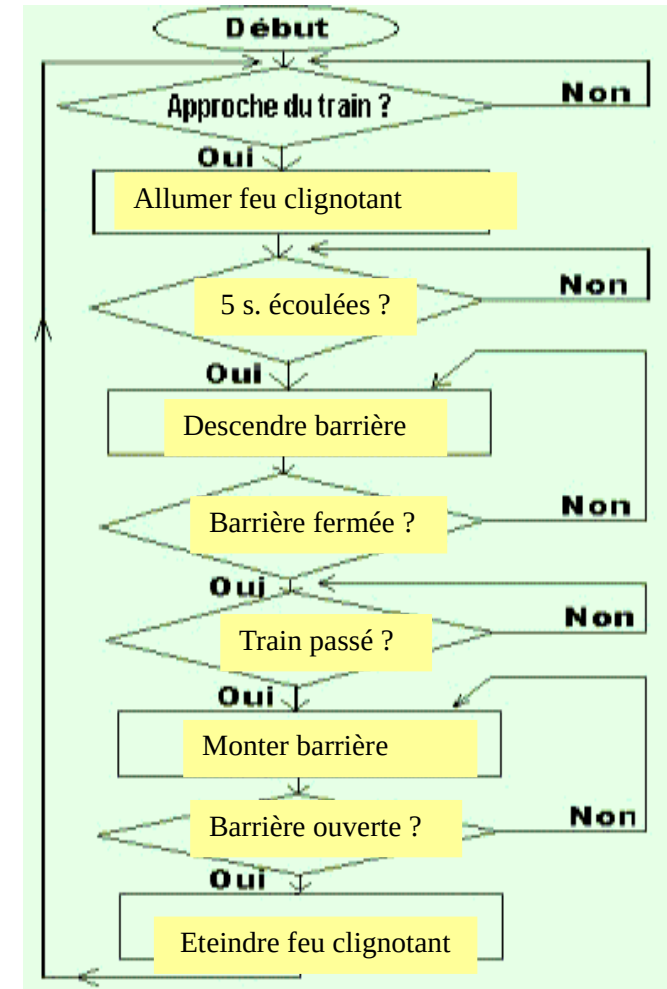 Début
Approche du train ?
Non
Oui
Allumer feu clignotant
Non
5 s. écoulées ?
Oui
Descendre barrière
Non
Barrière fermée ?
Oui
Non
Train passé ?
Oui
Monter barrière
Non
Barrière ouverte ?
Oui
Eteindre feu clignotant